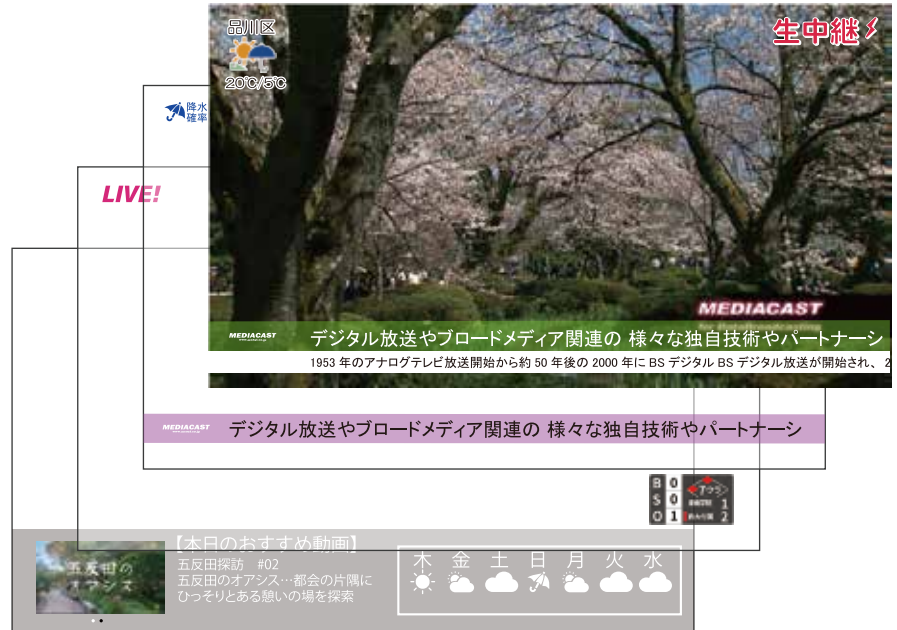 品川区
20℃/5℃
生中継
降水
確率
LIVE!
MEDIACAST
MEDIACAST
デジタル放送やブロードメディア関連の 様々な独自技術やパートナーシ
1953 年のアナログテレビ放送開始から約 50 年後の 2000 年に BS デジタル BS デジタル放送が開始され、 2
MEDIACAST
デジタル放送やブロードメディア関連の 様々な独自技術やパートナーシ
B 0
S 0
O 1
7
1
2
【本日のおすすめ動画】
五反田探訪 #02
五反田のオアシス…都会の片隅に
ひっそりとある憩いの場を探索
五反田の
オアシス
木 金 土 日 月 火 水